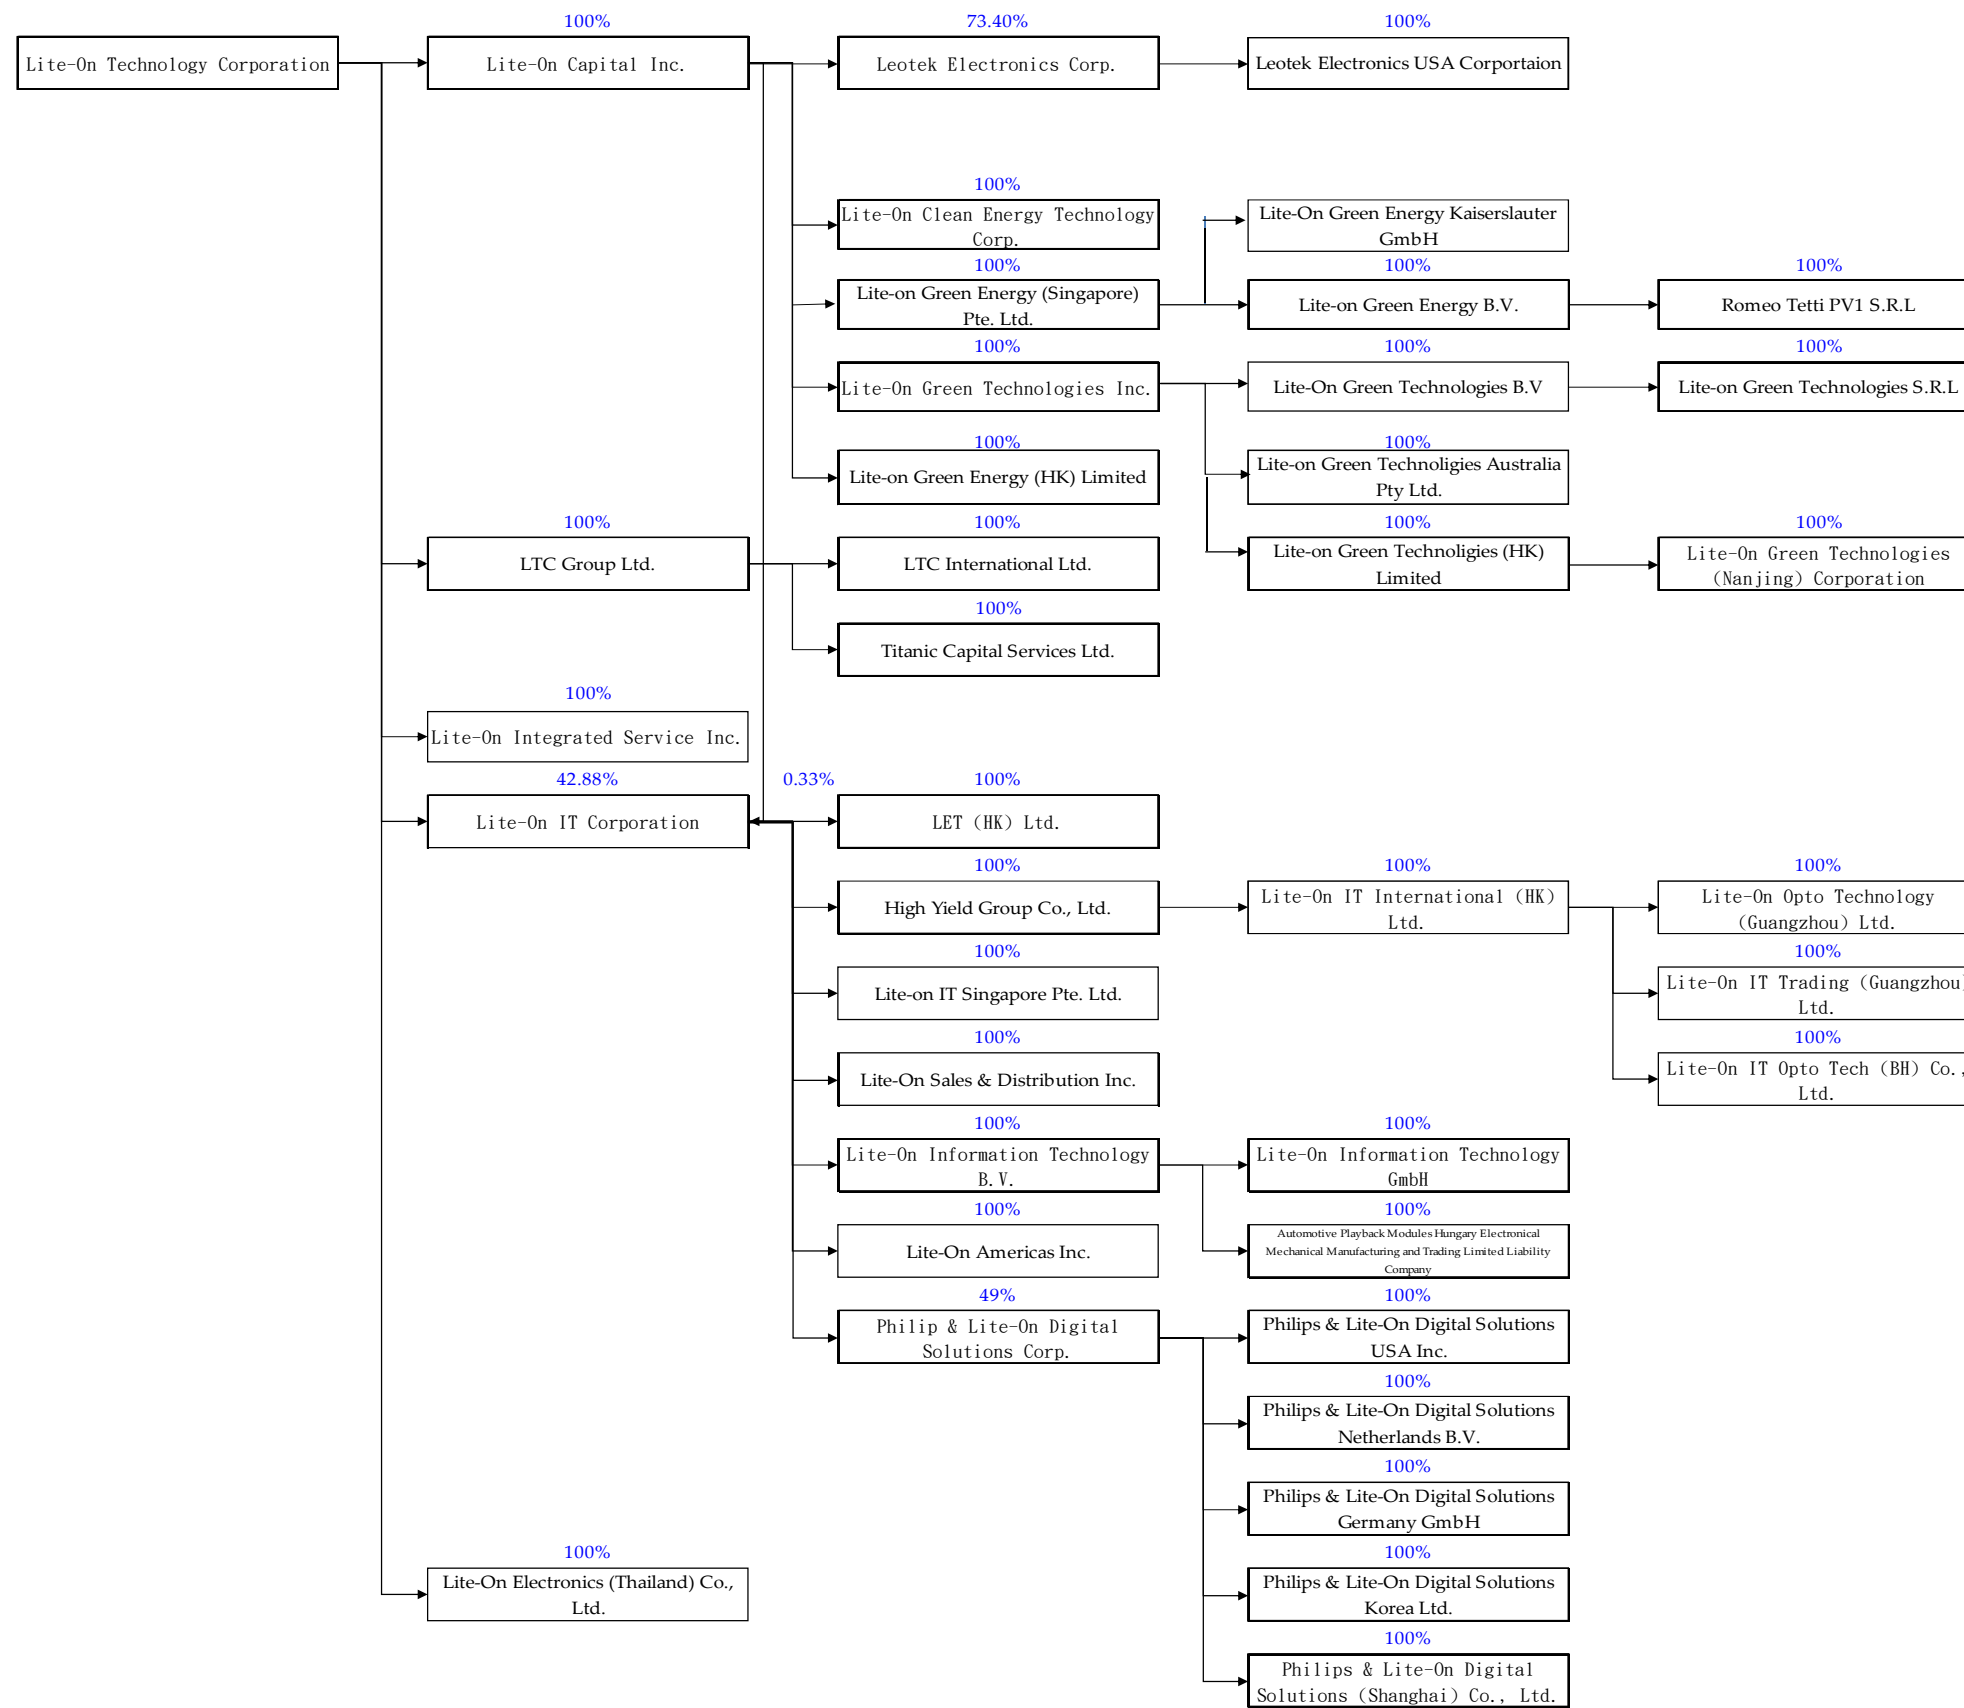 100%
73.40%
100%
Lite-On Technology Corporation
Lite-On Capital Inc.
Leotek Electronics Corp.
Leotek Electronics USA Corportaion
100%
Lite-On Clean Energy Technology
Corp.
Lite-On Green Energy Kaiserslauter
GmbH
100%
100%
100%
Lite-on Green Energy (Singapore)
Pte. Ltd.
Lite-on Green Energy B.V.
Romeo Tetti PV1 S.R.L
100%
100%
100%
Lite-On Green Technologies Inc.
Lite-On Green Technologies B.V
Lite-on Green Technologies S.R.L
100%
100%
Lite-on Green Energy (HK) Limited
Lite-on Green Technoligies Australia
Pty Ltd.
100%
100%
100%
100%
LTC Group Ltd.
LTC International Ltd.
Lite-on Green Technoligies (HK)
Limited
Lite-On Green Technologies
(Nanjing) Corporation
100%
Titanic Capital Services Ltd.
100%
Lite-On Integrated Service Inc.
42.88%
0.33%
100%
Lite-On IT Corporation
LET (HK) Ltd.
100%
100%
100%
High Yield Group Co., Ltd.
Lite-On IT International (HK)
Ltd.
Lite-On Opto Technology
(Guangzhou) Ltd.
100%
100%
Lite-on IT Singapore Pte. Ltd.
Lite-On IT Trading (Guangzhou)
Ltd.
100%
100%
Lite-On Sales & Distribution Inc.
Lite-On IT Opto Tech (BH) Co.,
Ltd.
100%
100%
Lite-On Information Technology
B.V.
Lite-On Information Technology
GmbH
100%
100%
Lite-On Americas Inc.
Automotive Playback Modules Hungary Electronical
Mechanical Manufacturing and Trading Limited Liability
Company
49%
100%
Philip & Lite-On Digital
Solutions Corp.
Philips & Lite-On Digital Solutions
USA Inc.
100%
Philips & Lite-On Digital Solutions
Netherlands B.V.
100%
Philips & Lite-On Digital Solutions
Germany GmbH
100%
100%
Lite-On Electronics (Thailand) Co.,
Ltd.
Philips & Lite-On Digital Solutions
Korea Ltd.
100%
Philips & Lite-On Digital
Solutions (Shanghai) Co., Ltd.